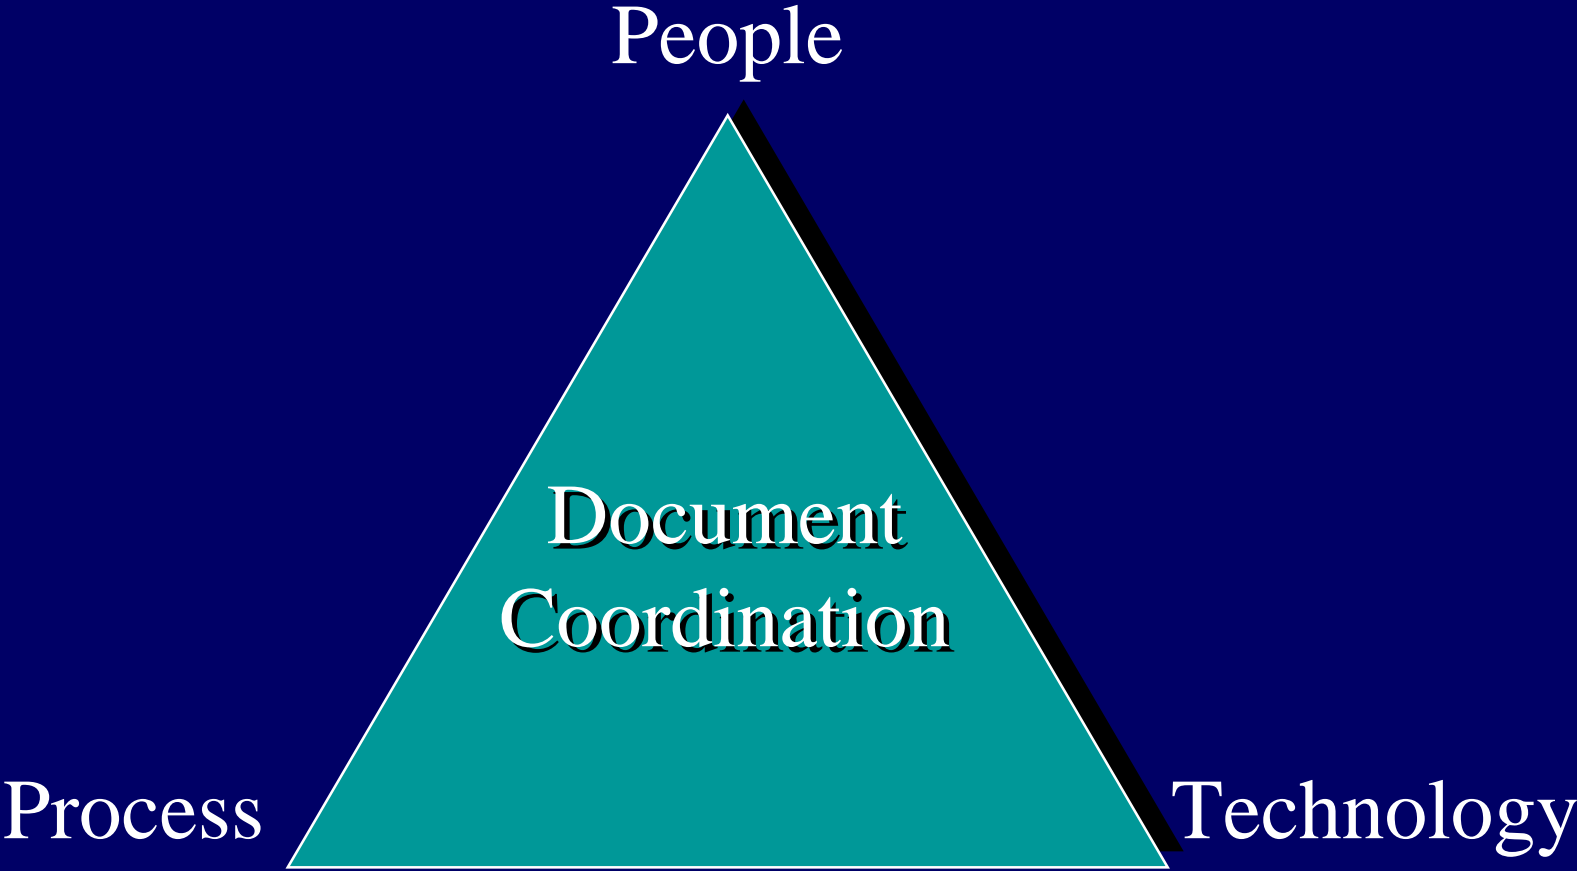 People
Document
Coordination
Process
Technology